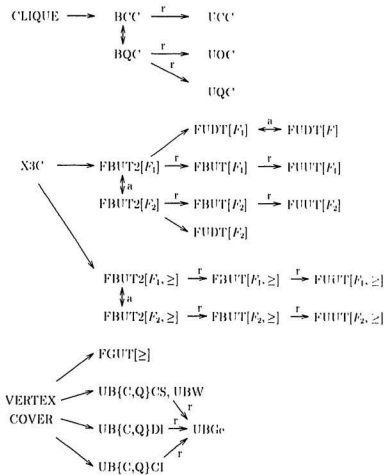 CLIQUE → BCC r→ UCC
↕
BQC r→ UOC
r→ UQC
FUDT[F₁] a↔ FUDT[F]
X3C → FBUT2[F₁] r→ FBUT[F₁] r→ FUUT[F₁]
↕ a
FBUT2[F₂] r→ FBUT[F₂] r→ FUUT[F₂]
FUDT[F₂]
FBUT2[F₁, ≥] r→ FBUT[F₁, ≥] r→ FUUT[F₁, ≥]
↕ a
FBUT2[F₂, ≥] r→ FBUT[F₂, ≥] r→ FUUT[F₂, ≥]
FGUT[≥]
VERTEX
COVER
UB{C,Q}CS, UBW
r
UB{C,Q}DI r→ UBGe
r
UB{C,Q}CI